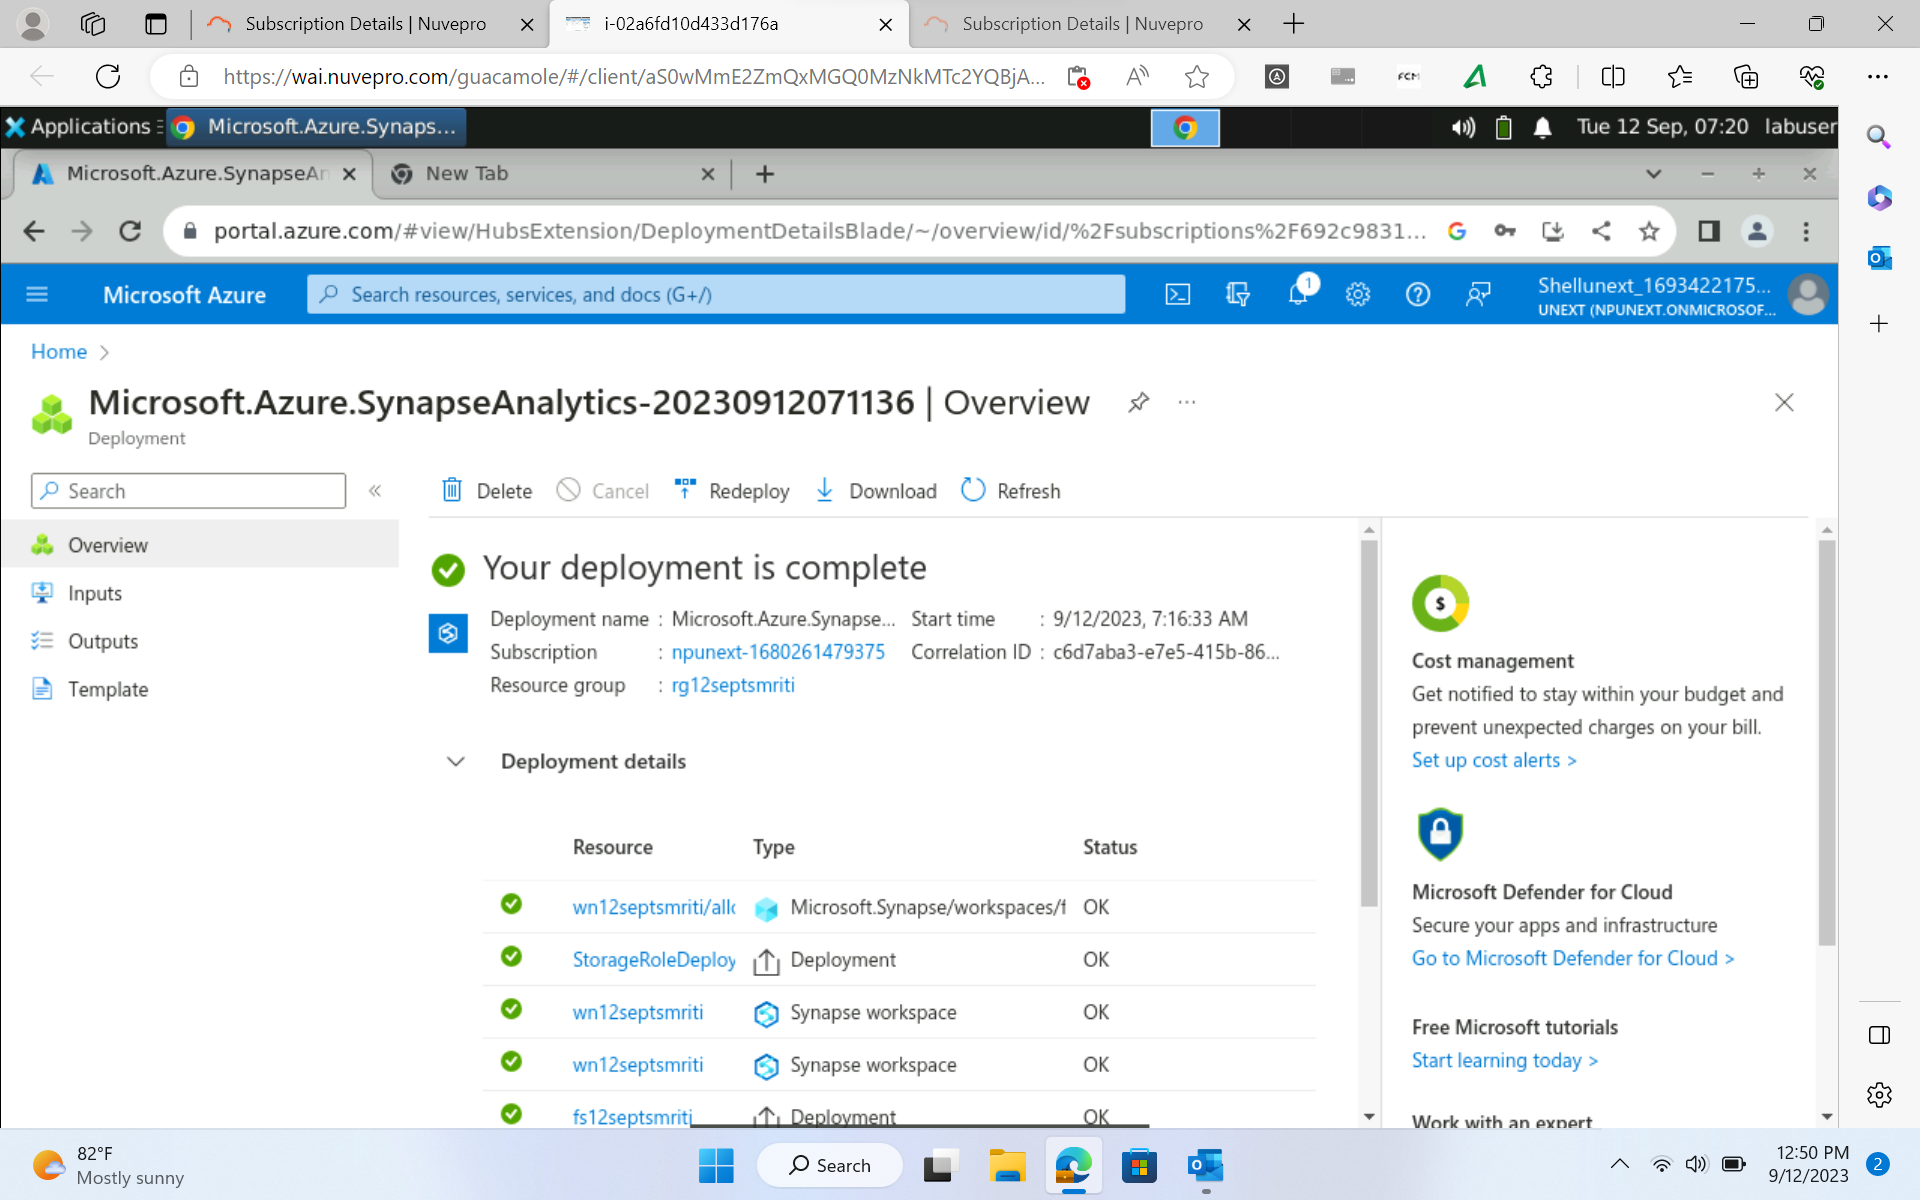 Subscription Details | Nuvepro
i-02a6fd10d433d176a
Subscription Details | Nuvepro
https://wai.nuvepro.com/guacamole/#/client/aS0wMmE2ZmQxMGQ0MzNkMTc2YQBjA...
FCM
Applications
Microsoft.Azure.Synaps...
Tue 12 Sep, 07:20 labuser
Microsoft.Azure.SynapseAn
New Tab
portal.azure.com/#view/HubsExtension/DeploymentDetailsBlade/~/overview/id/%2Fsubscriptions%2F692c9831...
Microsoft Azure
Search resources, services, and docs (G+/)
1
Shellunext_1693422175...
UNEXT (NPUNEXT.ONMICROSOF...
Home
Microsoft.Azure.SynapseAnalytics-20230912071136 | Overview
Deployment
Search
Delete
Cancel
Redeploy
Download
Refresh
Overview
Inputs
Outputs
Template
Your deployment is complete
Deployment name : Microsoft.Azure.Synapse...
Start time : 9/12/2023, 7:16:33 AM
Subscription : npunext-1680261479375
Correlation ID : c6d7aba3-e7e5-415b-86...
Resource group : rg12septsmriti
Deployment details
Resource Type Status
wn12septsmriti/allo Microsoft.Synapse/workspaces/f OK
StorageRoleDeploy Deployment OK
wn12septsmriti Synapse workspace OK
wn12septsmriti Synapse workspace OK
fs12septsmriti Deployment OK
$
Cost management
Get notified to stay within your budget and
prevent unexpected charges on your bill.
Set up cost alerts >
Microsoft Defender for Cloud
Secure your apps and infrastructure
Go to Microsoft Defender for Cloud >
Free Microsoft tutorials
Start learning today >
Work with an expert
82°F
Mostly sunny
Search
12:50 PM
9/12/2023
2